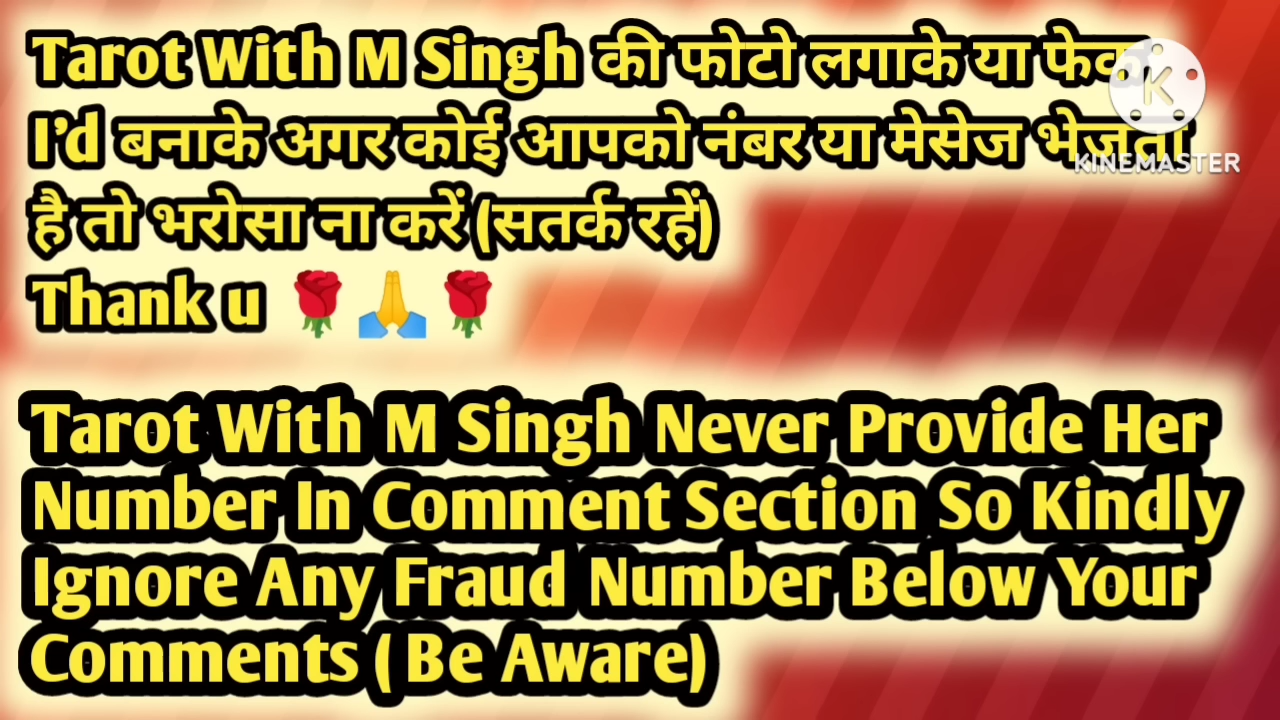 Tarot With M Singh की फोटो लगाके या फेक
I'd बनाके अगर कोई आपको नंबर या मेसेज भेजता
है तो भरोसा ना करें (सतर्क रहें)
Thank u 🌹🙏🌹
K
KINEMASTER
Tarot With M Singh Never Provide Her
Number In Comment Section So Kindly
Ignore Any Fraud Number Below Your
Comments ( Be Aware)